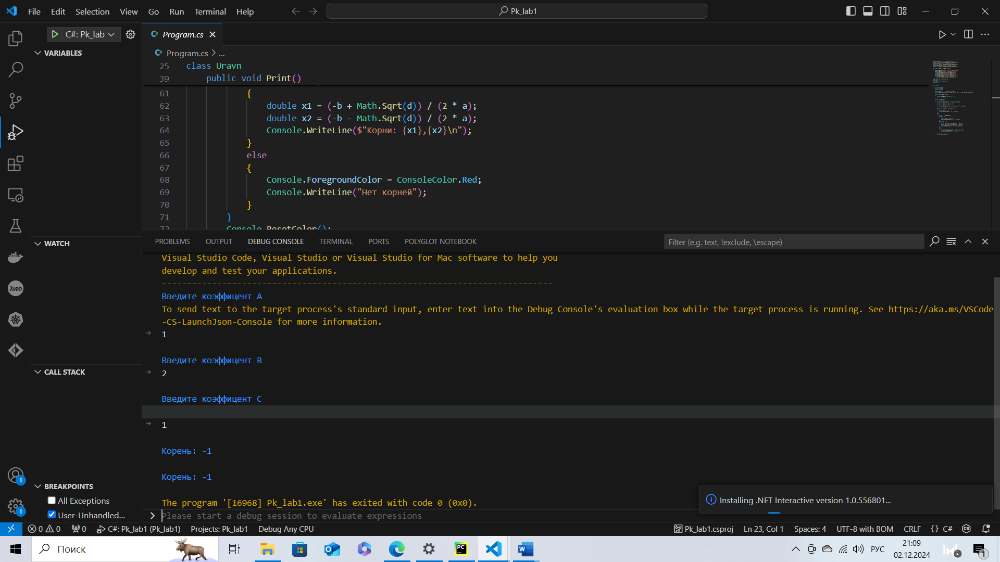 File Edit Selection View Go Run Terminal Help
Pk_lab1
C#: Pk_lab
Program.cs
VARIABLES
Program.cs > ...
25 class Uravn
39 public void Print()
61 {
62 double x1 = (-b + Math.Sqrt(d)) / (2 * a);
63 double x2 = (-b - Math.Sqrt(d)) / (2 * a);
64 Console.WriteLine($"Корни: {x1},{x2}\n");
65 }
66 else
67 {
68 Console.ForegroundColor = ConsoleColor.Red;
69 Console.WriteLine("Нет корней");
70 }
71 }
72 Console.ResetColor();
WATCH
PROBLEMS OUTPUT DEBUG CONSOLE TERMINAL PORTS POLYGLOT NOTEBOOK
Filter (e.g. text, !exclude, \escape)
Visual Studio Code, Visual Studio or Visual Studio for Mac software to help you
develop and test your applications.
------------------------------------------------------------------------------
Введите коэффицент A
To send text to the target process's standard input, enter text into the Debug Console's evaluation box while the target process is running. See https://aka.ms/VSCode
-CS-LaunchJson-Console for more information.
1
Введите коэффицент B
2
Введите коэффицент C
1
Корень: -1
Корень: -1
The program '[16968] Pk_lab1.exe' has exited with code 0 (0x0).
Please start a debug session to evaluate expressions
CALL STACK
BREAKPOINTS
All Exceptions
User-Unhandled...
Json
1
1
Installing .NET Interactive version 1.0.556801...
0 0 0 C#: Pk_lab1 (Pk_lab1) Projects: Pk_lab1 Debug Any CPU
Pk_lab1.csproj Ln 23, Col 1 Spaces: 4 UTF-8 with BOM CRLF {} C#
Поиск
PC
W
РУС
21:09
02.12.2024
2
1